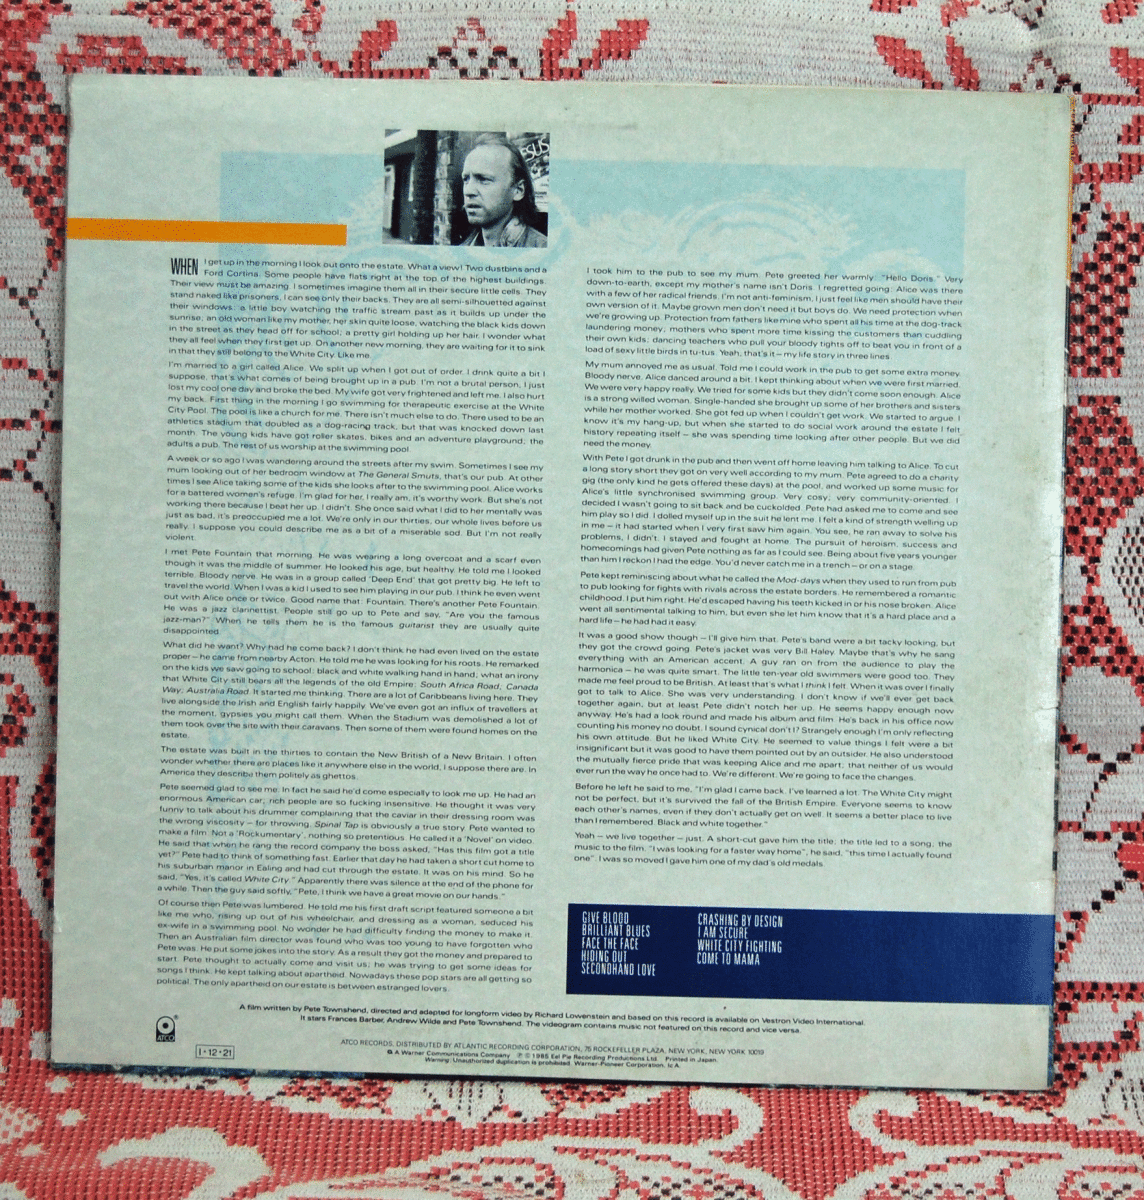 ESUS
WHEN I get up in the morning I look out onto the estate. What a view! Two dustbins and a
Ford Cortina. Some people have flats right at the top of the highest buildings.
Their view must be amazing. I sometimes imagine them all in their secure little cells. They
stand naked like prisoners, I can see only their backs. They are all semi-silhouetted against
their windows: a little boy watching the traffic stream past as it builds up under the
sunrise; an old woman like my mother, her skin quite loose, watching the black kids down
in the street as they head off for school; a pretty girl holding up her hair. I wonder what
they all feel when they first get up. On another new morning, they are waiting for it to sink
in that they still belong to the White City. Like me.
I'm married to a girl called Alice. We split up when I got out of order. I drink quite a bit I
suppose, that's what comes of being brought up in a pub. I'm not a brutal person, I just
lost my cool one day and broke the bed. My wife got very frightened and left me. I also hurt
my back. First thing in the morning I go swimming for therapeutic exercise at the White
City Pool. The pool is like a church for me. There isn't much else to do. There used to be an
athletics stadium that doubled as a dog-racing track, but that was knocked down last
month. The young kids have got roller skates, bikes and an adventure playground; the
adults a pub. The rest of us worship at the swimming pool.
A week or so ago I was wandering around the streets after my swim. Sometimes I see my
mum looking out of her bedroom window at The General Smuts, that's our pub. At other
times I see Alice taking some of the kids she looks after to the swimming pool. Alice works
for a battered women's refuge. I'm glad for her, I really am, it's worthy work. But she's not
working there because I beat her up. I didn't. She once said what I did to her mentally was
just as bad, it's preoccupied me a lot. We're only in our thirties, our whole lives before us
really. I suppose you could describe me as a bit of a miserable sod. But I'm not really
violent.
I met Pete Fountain that morning. He was wearing a long overcoat and a scarf even
though it was the middle of summer. He looked his age, but healthy. He told me I looked
terrible. Bloody nerve. He was in a group called 'Deep End' that got pretty big. He left to
travel the world. When I was a kid I used to see him playing in our pub. I think he even went
out with Alice once or twice. Good name that: Fountain. There's another Pete Fountain.
He was a jazz clarinettist. People still go up to Pete and say, "Are you the famous
jazz-man?" When he tells them he is the famous guitarist they are usually quite
disappointed.
What did he want? Why had he come back? I don't think he had even lived on the estate
proper – he came from nearby Acton. He told me he was looking for his roots. He remarked
on the kids we saw going to school; black and white walking hand in hand; what an irony
that White City still bears all the legends of the old Empire; South Africa Road, Canada
Way, Australia Road. It started me thinking. There are a lot of Caribbeans living here. They
live alongside the Irish and English fairly happily. We've even got an influx of travellers at
the moment, gypsies you might call them. When the Stadium was demolished a lot of
them took over the site with their caravans. Then some of them were found homes on the
estate.
The estate was built in the thirties to contain the New British of a New Britain. I often
wonder whether there are places like it anywhere else in the world, I suppose there are. In
America they describe them politely as ghettos.
Pete seemed glad to see me. In fact he said he'd come especially to look me up. He had an
enormous American car; rich people are so fucking insensitive. He thought it was very
funny to talk about his drummer complaining that the caviar in their dressing room was
the wrong viscosity – for throwing. Spinal Tap is obviously a true story. Pete wanted to
make a film. Not a 'Rockumentary', nothing so pretentious. He called it a 'Novel' on video.
He said that when he rang the record company the boss asked, "Has this film got a title
yet?" Pete had to think of something fast. Earlier that day he had taken a short cut home to
his suburban manor in Ealing and had cut through the estate. It was on his mind. So he
said, "Yes, it's called White City." Apparently there was silence at the end of the phone for
a while. Then the guy said softly, "Pete, I think we have a great movie on our hands."
Of course then Pete was lumbered. He told me his first draft script featured someone a bit
like me who, rising up out of his wheelchair, and dressing as a woman, seduced his
ex-wife in a swimming pool. No wonder he had difficulty finding the money to make it.
Then an Australian film director was found who was too young to have forgotten who
Pete was. He put some jokes into the story. As a result they got the money and prepared to
start. Pete thought to actually come and visit us; he was trying to get some ideas for
songs I think. He kept talking about apartheid. Nowadays these pop stars are all getting so
political. The only apartheid on our estate is between estranged lovers.
I took him to the pub to see my mum. Pete greeted her warmly. "Hello Doris." Very
down-to-earth, except my mother's name isn't Doris. I regretted going. Alice was there
with a few of her radical friends. I'm not anti-feminism, I just feel like men should have their
own version of it. Maybe grown men don't need it but boys do. We need protection when
we're growing up. Protection from fathers like mine who spent all his time at the dog-track
laundering money; mothers who spent more time kissing the customers than cuddling
their own kids; dancing teachers who pull your bloody tights off to beat you in front of a
load of sexy little birds in tu-tus. Yeah, that's it – my life story in three lines.
My mum annoyed me as usual. Told me I could work in the pub to get some extra money.
Bloody nerve. Alice danced around a bit. I kept thinking about when we were first married.
We were very happy really. We tried for some kids but they didn't come soon enough. Alice
is a strong willed woman. Single-handed she brought up some of her brothers and sisters
while her mother worked. She got fed up when I couldn't get work. We started to argue. I
know it's my hang-up, but when she started to do social work around the estate I felt
history repeating itself – she was spending time looking after other people. But we did
need the money.
With Pete I got drunk in the pub and then went off home leaving him talking to Alice. To cut
a long story short they got on very well according to my mum. Pete agreed to do a charity
gig (the only kind he gets offered these days) at the pool, and worked up some music for
Alice's little synchronised swimming group. Very cosy; very community-oriented. I
decided I wasn't going to sit back and be cuckolded. Pete had asked me to come and see
him play so I did. I dolled myself up in the suit he lent me. I felt a kind of strength welling up
in me – it had started when I very first saw him again. You see, he ran away to solve his
problems, I didn't. I stayed and fought at home. The pursuit of heroism, success and
homecomings had given Pete nothing as far as I could see. Being about five years younger
than him I reckon I had the edge. You'd never catch me in a trench – or on a stage.
Pete kept reminiscing about what he called the Mod-days when they used to run from pub
to pub looking for fights with rivals across the estate borders. He remembered a romantic
childhood. I put him right. He'd escaped having his teeth kicked in or his nose broken. Alice
went all sentimental talking to him, but even she let him know that it's a hard place and a
hard life – he had had it easy.
It was a good show though – I'll give him that. Pete's band were a bit tacky looking, but
they got the crowd going. Pete's jacket was very Bill Haley. Maybe that's why he sang
everything with an American accent. A guy ran on from the audience to play the
harmonica – he was quite smart. The little ten-year old swimmers were good too. They
made me feel proud to be British. At least that's what I think I felt. When it was over I finally
got to talk to Alice. She was very understanding. I don't know if we'll ever get back
together again, but at least Pete didn't notch her up. He seems happy enough now
anyway. He's had a look round and made his album and film. He's back in his office now
counting his money no doubt. I sound cynical don't I? Strangely enough I'm only reflecting
his own attitude. But he liked White City. He seemed to value things I felt were a bit
insignificant but it was good to have them pointed out by an outsider. He also understood
the mutually fierce pride that was keeping Alice and me apart; that neither of us would
ever run the way he once had to. We're different. We're going to face the changes.
Before he left he said to me, "I'm glad I came back. I've learned a lot. The White City might
not be perfect, but it's survived the fall of the British Empire. Everyone seems to know
each other's names, even if they don't actually get on well. It seems a better place to live
than I remembered. Black and white together."
Yeah – we live together – just. A short-cut gave him the title; the title led to a song, the
music to the film. "I was looking for a faster way home", he said, "this time I actually found
one". I was so moved I gave him one of my dad's old medals.
GIVE BLOOD
BRILLIANT BLUES
FACE THE FACE
HIDING OUT
SECONDHAND LOVE
CRASHING BY DESIGN
I AM SECURE
WHITE CITY FIGHTING
COME TO MAMA
A film written by Pete Townshend, directed and adapted for longform video by Richard Lowenstein and based on this record is available on Vestron Video International.
It stars Frances Barber, Andrew Wilde and Pete Townshend. The videogram contains music not featured on this record and vice versa.
ATCO
I·12·21
ATCO RECORDS, DISTRIBUTED BY ATLANTIC RECORDING CORPORATION, 75 ROCKEFELLER PLAZA, NEW YORK, NEW YORK 10019
A Warner Communications Company ℗ © 1985 Eel Pie Recording Productions Ltd. Printed in Japan.
Warning: Unauthorized duplication is prohibited. Warner-Pioneer Corporation.